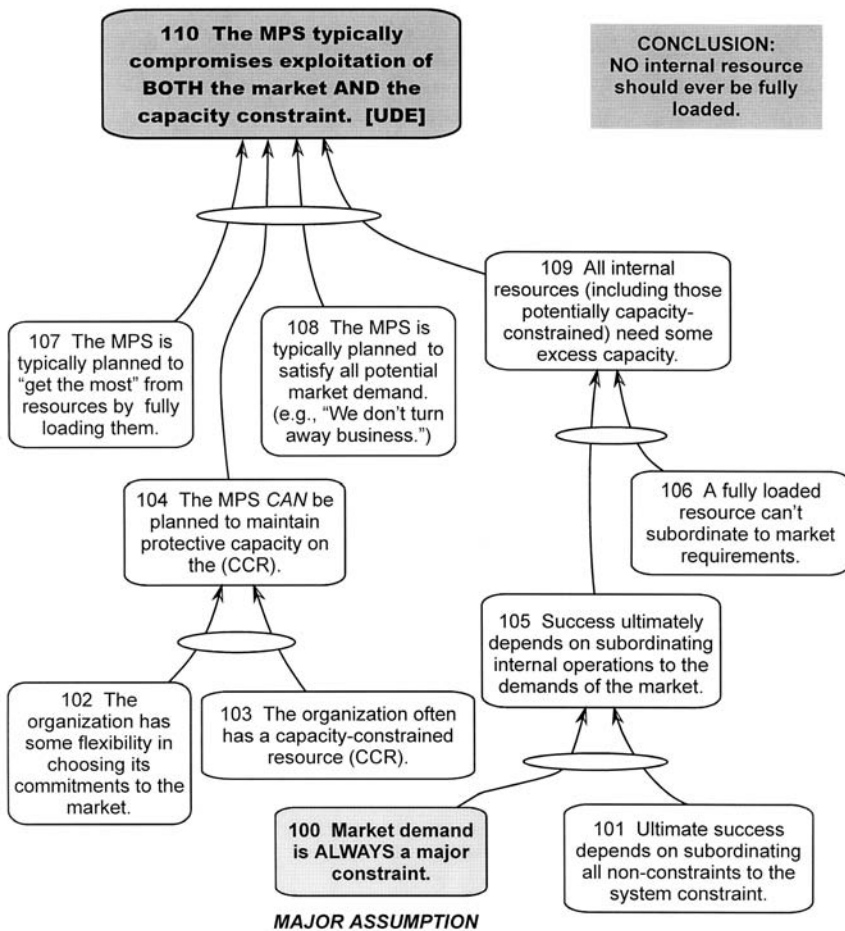 110 The MPS typically
compromises exploitation of
BOTH the market AND the
capacity constraint. [UDE]
CONCLUSION:
NO internal resource
should ever be fully
loaded.
109 All internal
resources (including those
potentially capacity-
constrained) need some
excess capacity.
107 The MPS is
typically planned to
“get the most” from
resources by fully
loading them.
108 The MPS is
typically planned to
satisfy all potential
market demand.
(e.g., “We don’t turn
away business.”)
104 The MPS CAN be
planned to maintain
protective capacity on
the (CCR).
106 A fully loaded
resource can’t
subordinate to market
requirements.
105 Success ultimately
depends on subordinating
internal operations to the
demands of the market.
102 The
organization has
some flexibility in
choosing its
commitments to the
market.
103 The organization often
has a capacity-constrained
resource (CCR).
100 Market demand
is ALWAYS a major
constraint.
101 Ultimate success
depends on subordinating
all non-constraints to the
system constraint.
MAJOR ASSUMPTION